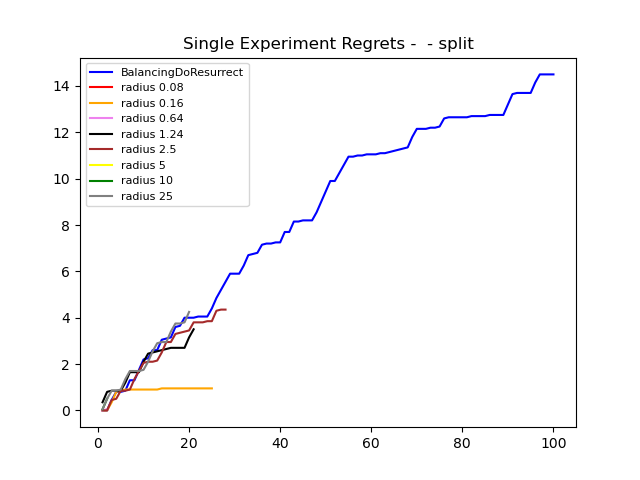 Single Experiment Regrets -  - split
BalancingDoResurrect
radius 0.08
radius 0.16
radius 0.64
radius 1.24
radius 2.5
radius 5
radius 10
radius 25
14
12
10
8
6
4
2
0
0 20 40 60 80 100